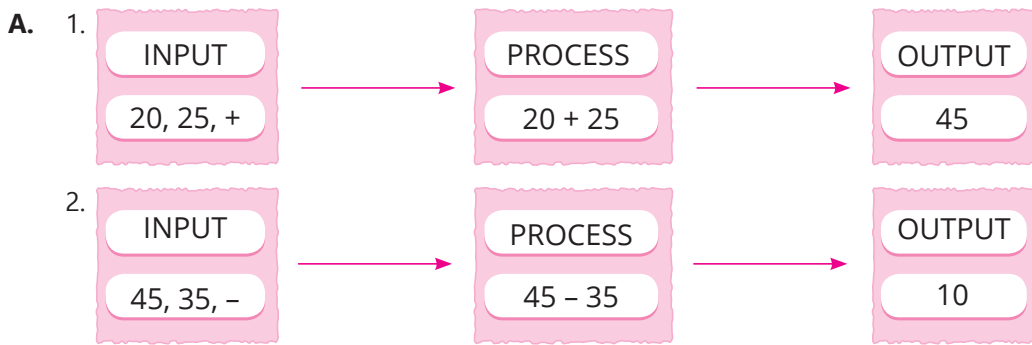 A. 1.
INPUT PROCESS OUTPUT
20, 25, + 20 + 25 45
2.
INPUT PROCESS OUTPUT
45, 35, – 45 – 35 10